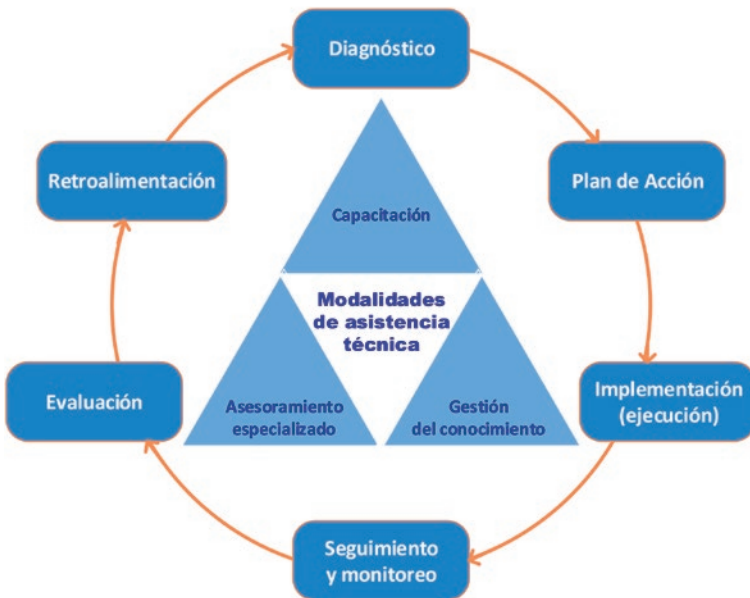 Diagnóstico
Retroalimentación
Plan de Acción
Capacitación
Modalidades
de asistencia
técnica
Evaluación
Implementación
(ejecución)
Asesoramiento
especializado
Gestión
del conocimiento
Seguimiento
y monitoreo